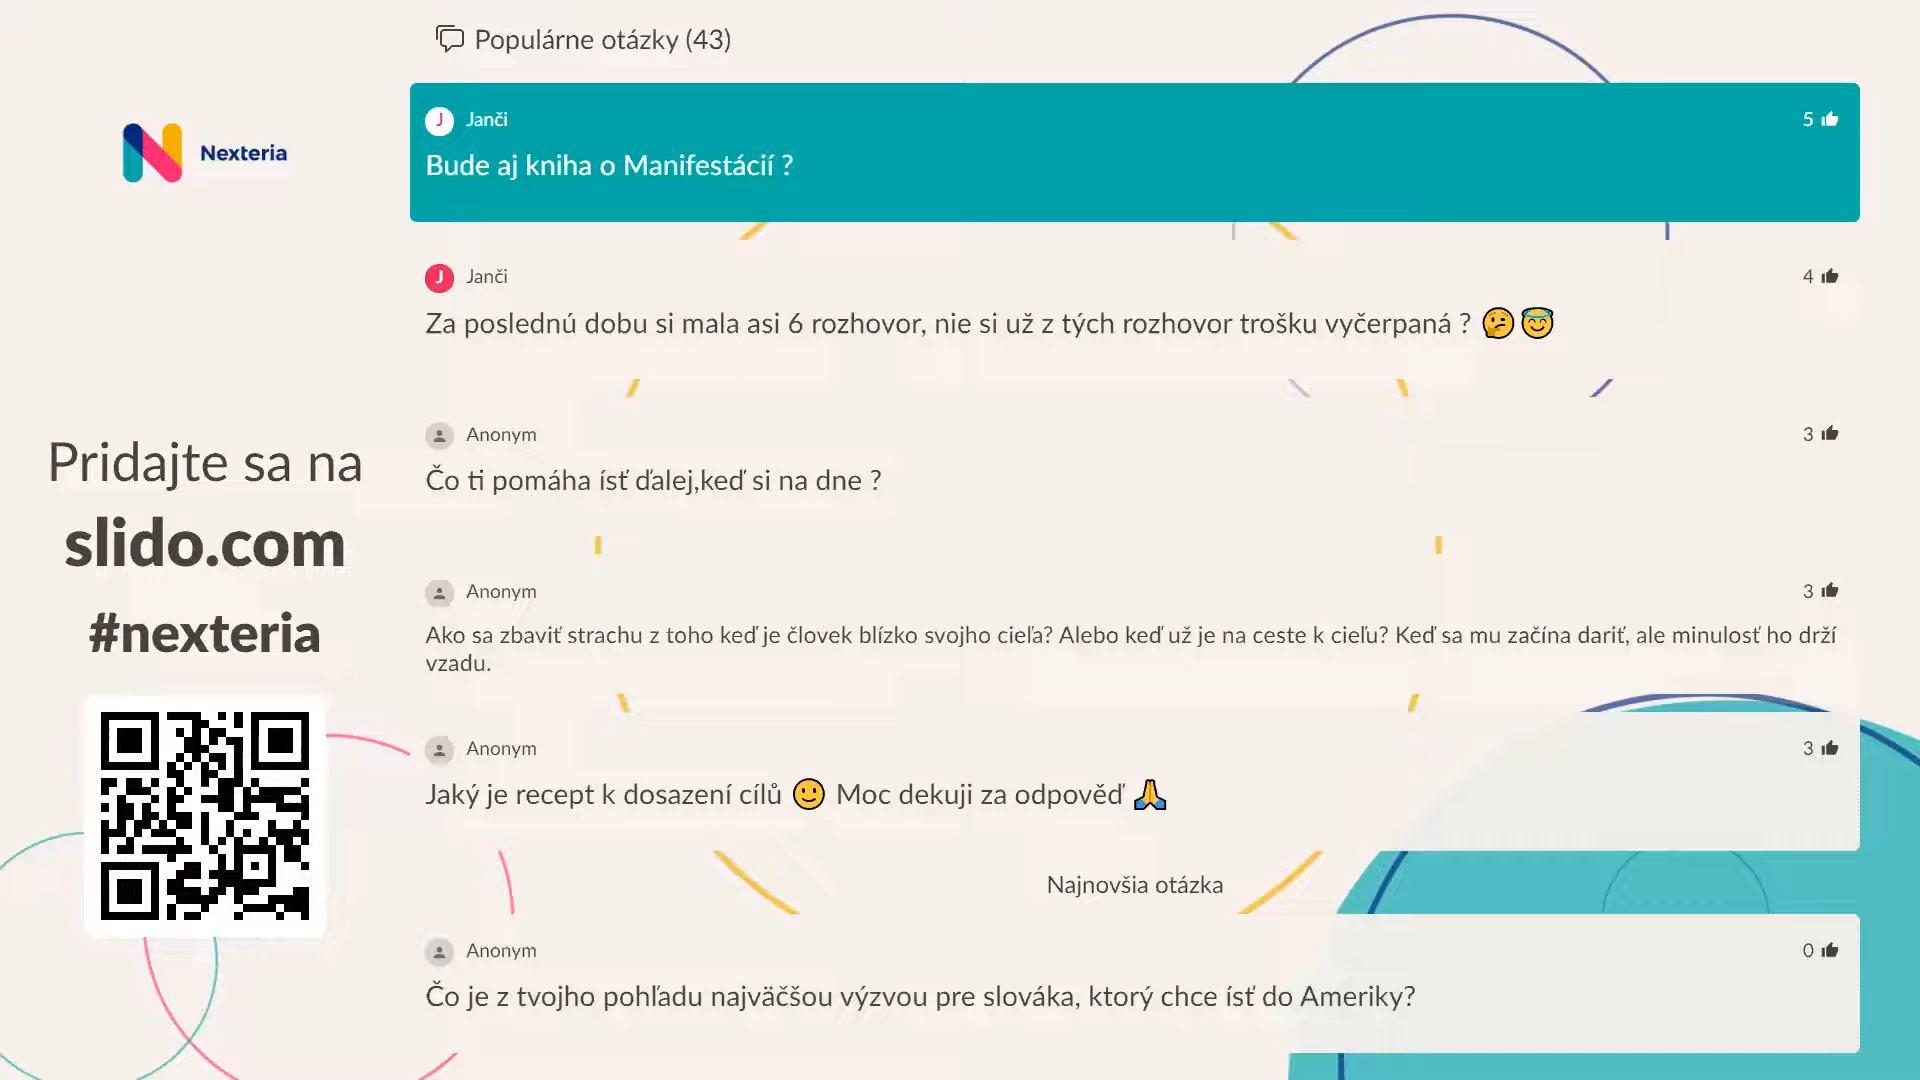 Populárne otázky (43)
Nexteria
J Janči 5
Bude aj kniha o Manifestácií ?
J Janči 4
Za poslednú dobu si mala asi 6 rozhovor, nie si už z tých rozhovor trošku vyčerpaná ? 🤔😇
Anonym 3
Čo ti pomáha ísť ďalej,keď si na dne ?
Pridajte sa na
slido.com
#nexteria
Anonym 3
Ako sa zbaviť strachu z toho keď je človek blízko svojho cieľa? Alebo keď už je na ceste k cieľu? Keď sa mu začína dariť, ale minulosť ho drží
vzadu.
Anonym 3
Jaký je recept k dosazení cílů 🙂 Moc dekuji za odpověď 🙏
Najnovšia otázka
Anonym 0
Čo je z tvojho pohľadu najväčšou výzvou pre slováka, ktorý chce ísť do Ameriky?